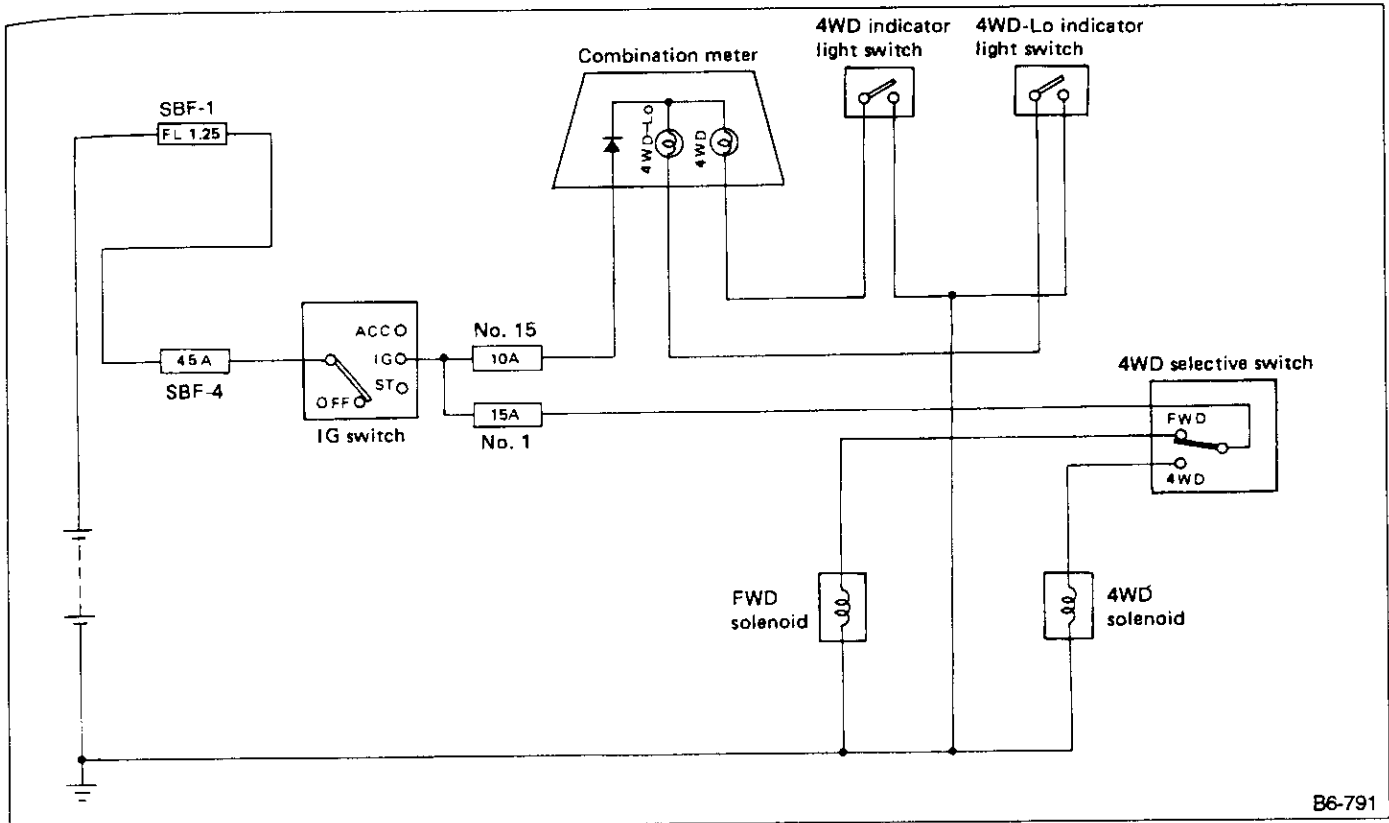 4WD indicator
light switch
4WD-Lo indicator
light switch
Combination meter
4WD-Lo
4WD
SBF-1
FL 1.25
45A
SBF-4
ACC
IG
ST
OFF
IG switch
No. 15
10A
15A
No. 1
4WD selective switch
FWD
4WD
FWD
solenoid
4WD
solenoid
B6-791